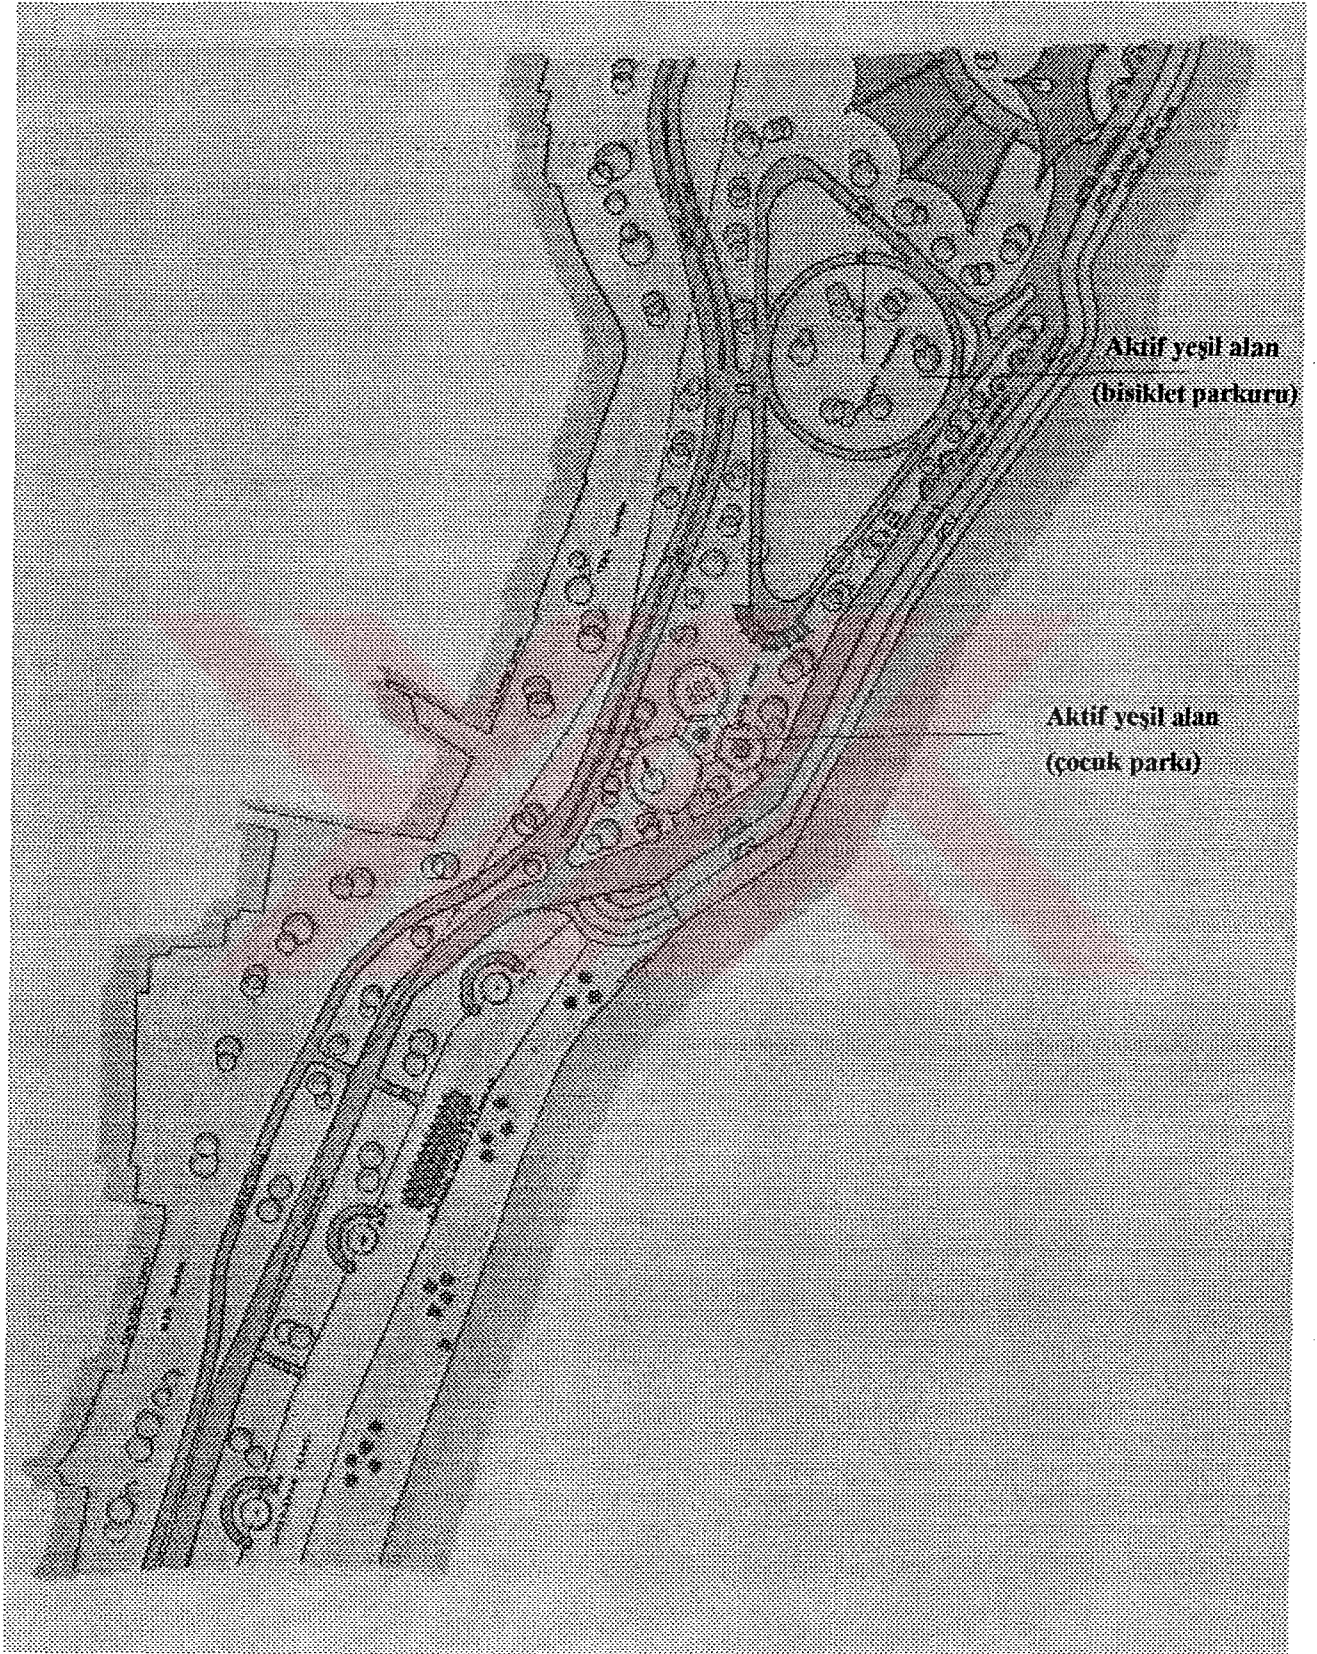 Aktif yeşil alan
(bisiklet parkuru)
Aktif yeşil alan
(çocuk parkı)